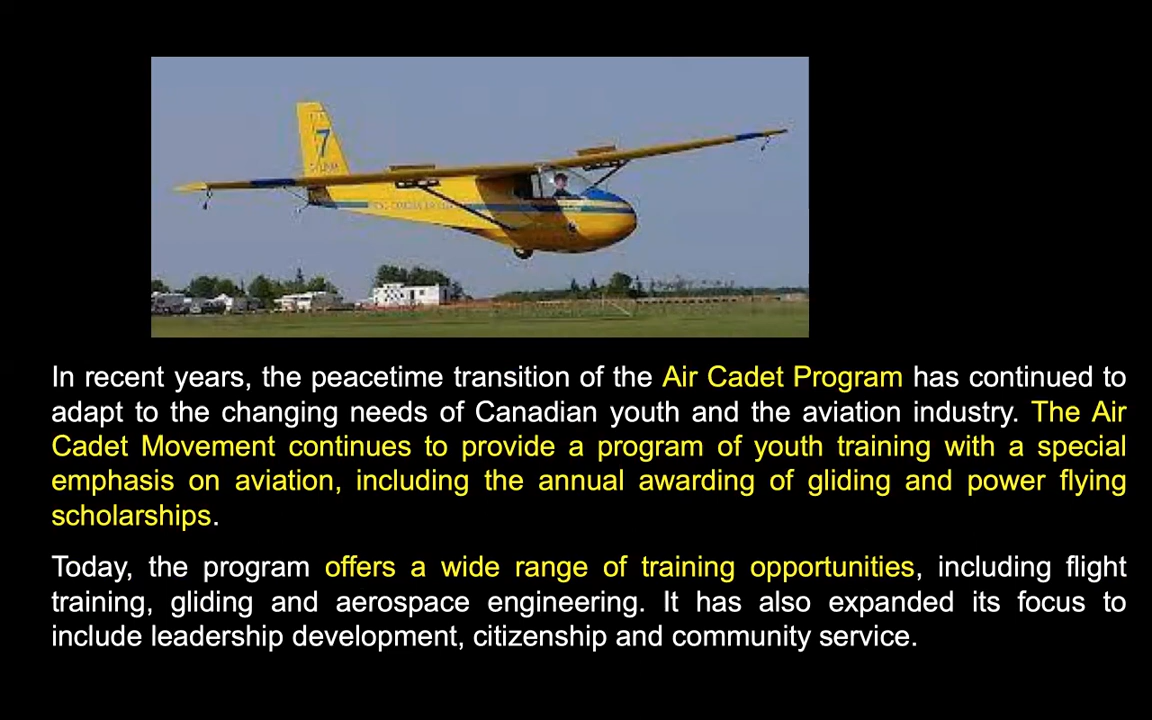 7
In recent years, the peacetime transition of the Air Cadet Program has continued to
adapt to the changing needs of Canadian youth and the aviation industry. The Air
Cadet Movement continues to provide a program of youth training with a special
emphasis on aviation, including the annual awarding of gliding and power flying
scholarships.
Today, the program offers a wide range of training opportunities, including flight
training, gliding and aerospace engineering. It has also expanded its focus to
include leadership development, citizenship and community service.